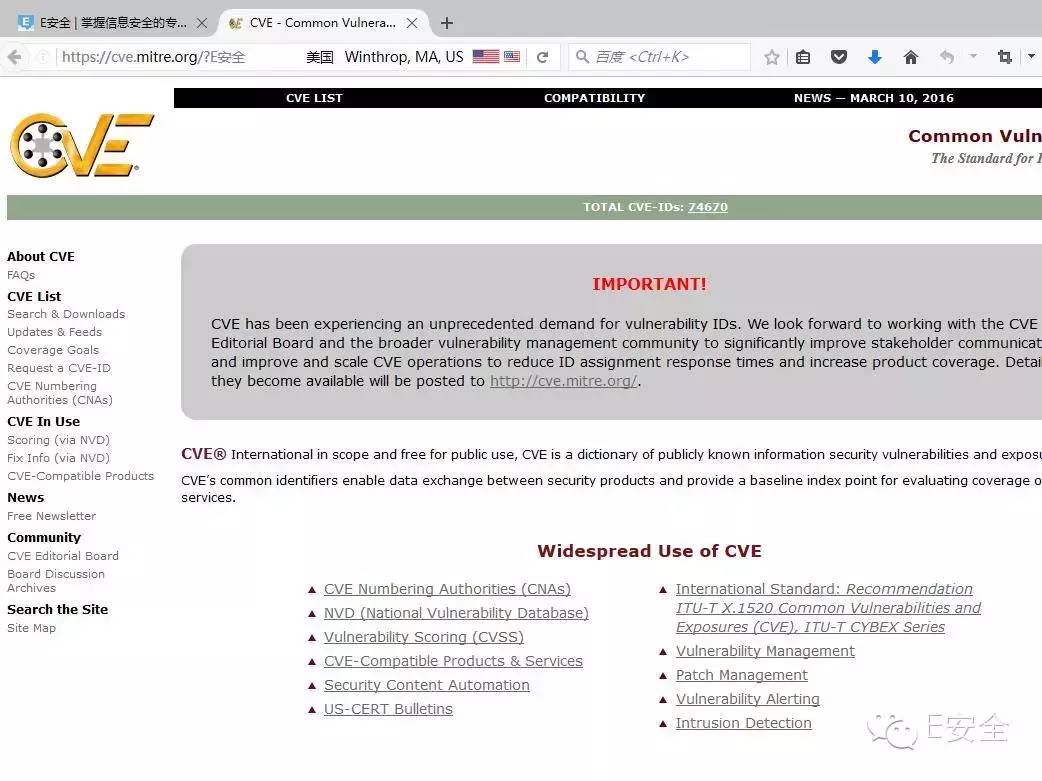 E安全 | 掌握信息安全的专...
CVE - Common Vulnera...
https://cve.mitre.org/?E安全
美国 Winthrop, MA, US
百度 <Ctrl+K>
CVE LIST
COMPATIBILITY
NEWS — MARCH 10, 2016
CVE
Common Vuln
The Standard for
TOTAL CVE-IDs: 74670
About CVE
FAQs
CVE List
Search & Downloads
Updates & Feeds
Coverage Goals
Request a CVE-ID
CVE Numbering
Authorities (CNAs)
CVE In Use
Scoring (via NVD)
Fix Info (via NVD)
CVE-Compatible Products
News
Free Newsletter
Community
CVE Editorial Board
Board Discussion
Archives
Search the Site
Site Map
IMPORTANT!
CVE has been experiencing an unprecedented demand for vulnerability IDs. We look forward to working with the CVE
Editorial Board and the broader vulnerability management community to significantly improve stakeholder communicat
and improve and scale CVE operations to reduce ID assignment response times and increase product coverage. Detai
they become available will be posted to http://cve.mitre.org/.
CVE® International in scope and free for public use, CVE is a dictionary of publicly known information security vulnerabilities and exposu
CVE’s common identifiers enable data exchange between security products and provide a baseline index point for evaluating coverage o
services.
Widespread Use of CVE
CVE Numbering Authorities (CNAs)
NVD (National Vulnerability Database)
Vulnerability Scoring (CVSS)
CVE-Compatible Products & Services
Security Content Automation
US-CERT Bulletins
International Standard: Recommendation
ITU-T X.1520 Common Vulnerabilities and
Exposures (CVE), ITU-T CYBEX Series
Vulnerability Management
Patch Management
Vulnerability Alerting
Intrusion Detection
E安全